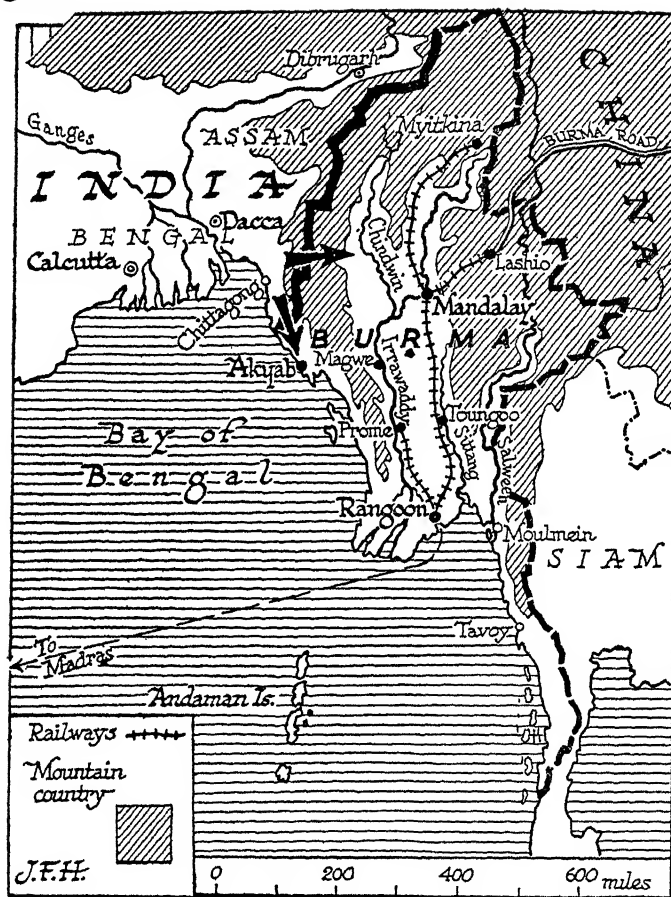 Dibrugarh
CHINA
Ganges
ASSAM
Myitkina
BURMA ROAD
INDIA
Dacca
BENGAL
Chindwin
Lashio
Calcutta
Chittagong
Mandalay
BURMA
Akyab
Magwe
Irrawaddy
Bay of
Bengal
Prome
Toungoo
Sittang
Salween
Rangoon
Moulmein
SIAM
To
Madras
Tavoy
Andaman Is.
Railways
Mountain
country
J.F.H.
0 200 400 600 miles